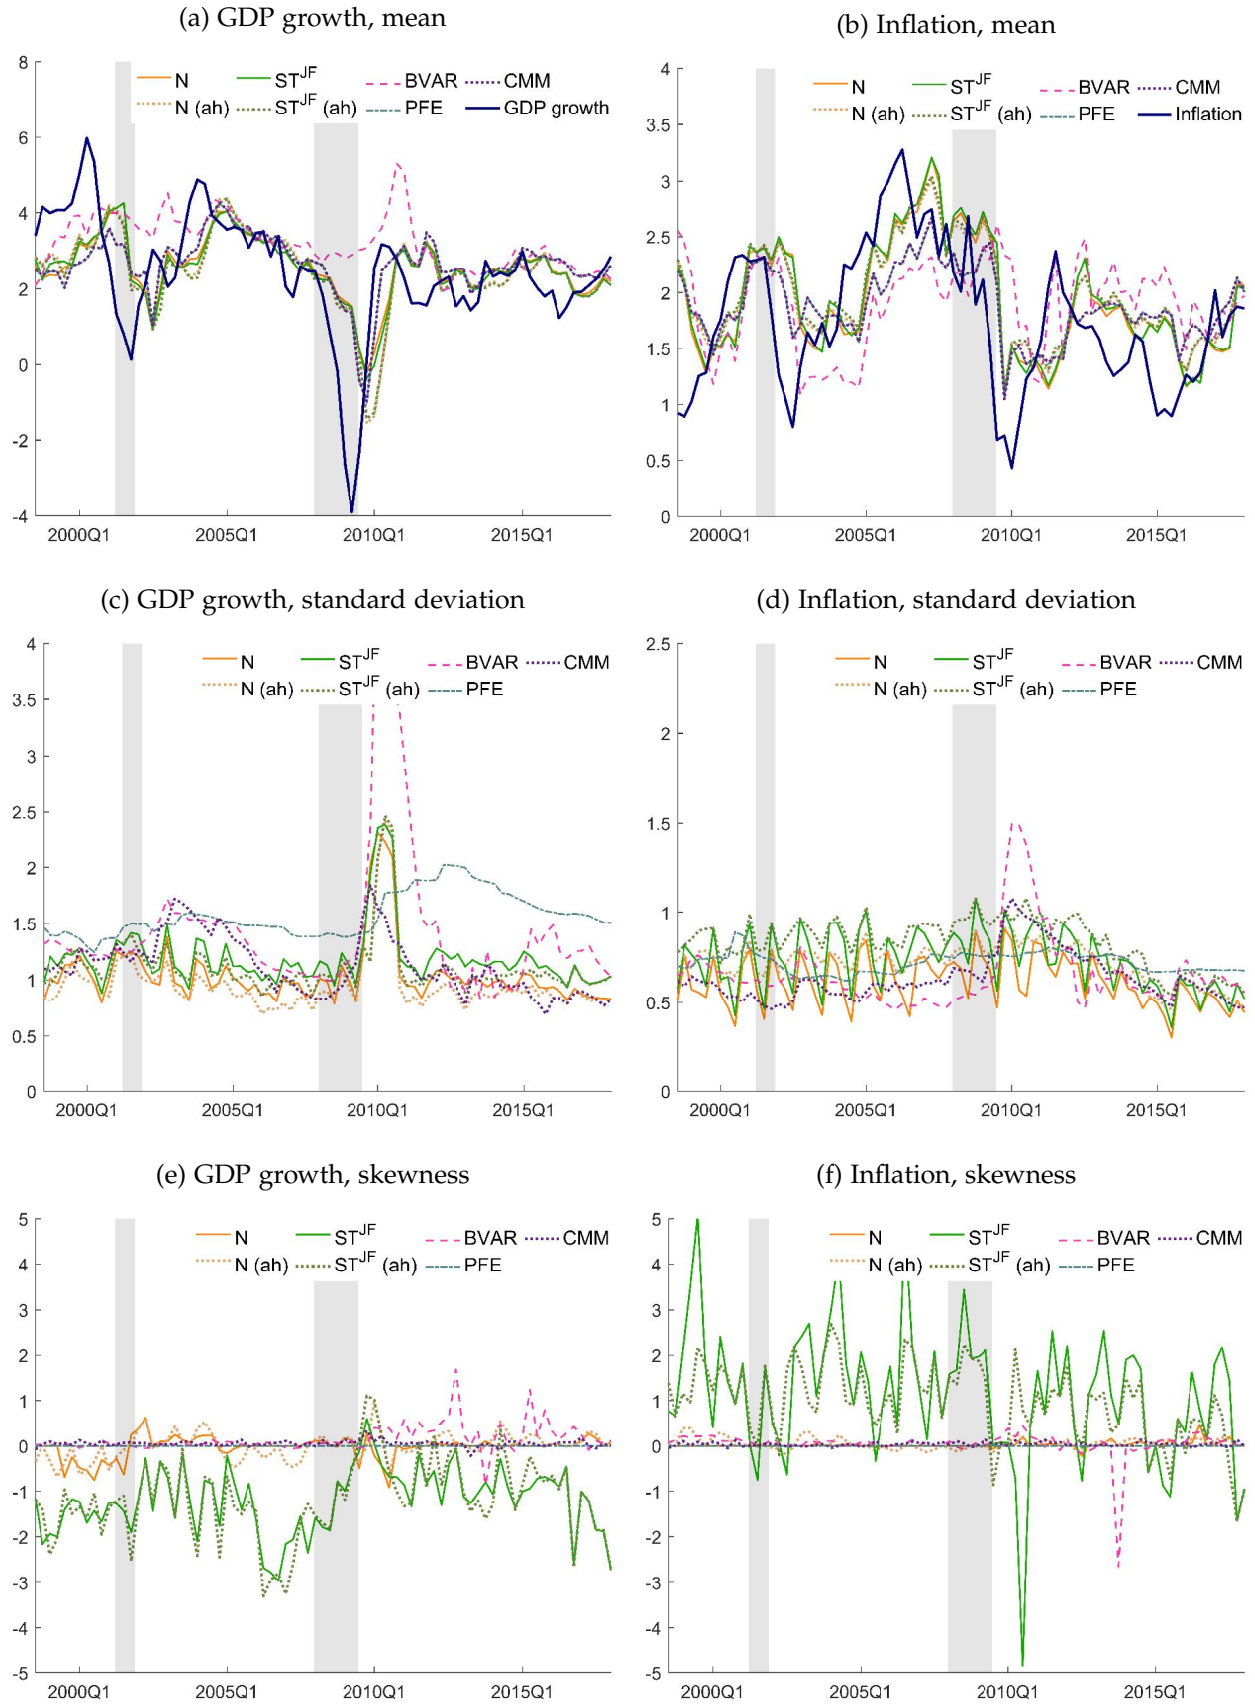 (a) GDP growth, mean
8
6
4
2
0
-2
-4
N ST^JF BVAR CMM
N (ah) ST^JF (ah) PFE GDP growth
2000Q1 2005Q1 2010Q1 2015Q1
(b) Inflation, mean
4
3.5
3
2.5
2
1.5
1
0.5
0
N ST^JF BVAR CMM
N (ah) ST^JF (ah) PFE Inflation
2000Q1 2005Q1 2010Q1 2015Q1
(c) GDP growth, standard deviation
4
3.5
3
2.5
2
1.5
1
0.5
0
N ST^JF BVAR CMM
N (ah) ST^JF (ah) PFE
2000Q1 2005Q1 2010Q1 2015Q1
(d) Inflation, standard deviation
2.5
2
1.5
1
0.5
0
N ST^JF BVAR CMM
N (ah) ST^JF (ah) PFE
2000Q1 2005Q1 2010Q1 2015Q1
(e) GDP growth, skewness
5
4
3
2
1
0
-1
-2
-3
-4
-5
N ST^JF BVAR CMM
N (ah) ST^JF (ah) PFE
2000Q1 2005Q1 2010Q1 2015Q1
(f) Inflation, skewness
5
4
3
2
1
0
-1
-2
-3
-4
-5
N ST^JF BVAR CMM
N (ah) ST^JF (ah) PFE
2000Q1 2005Q1 2010Q1 2015Q1